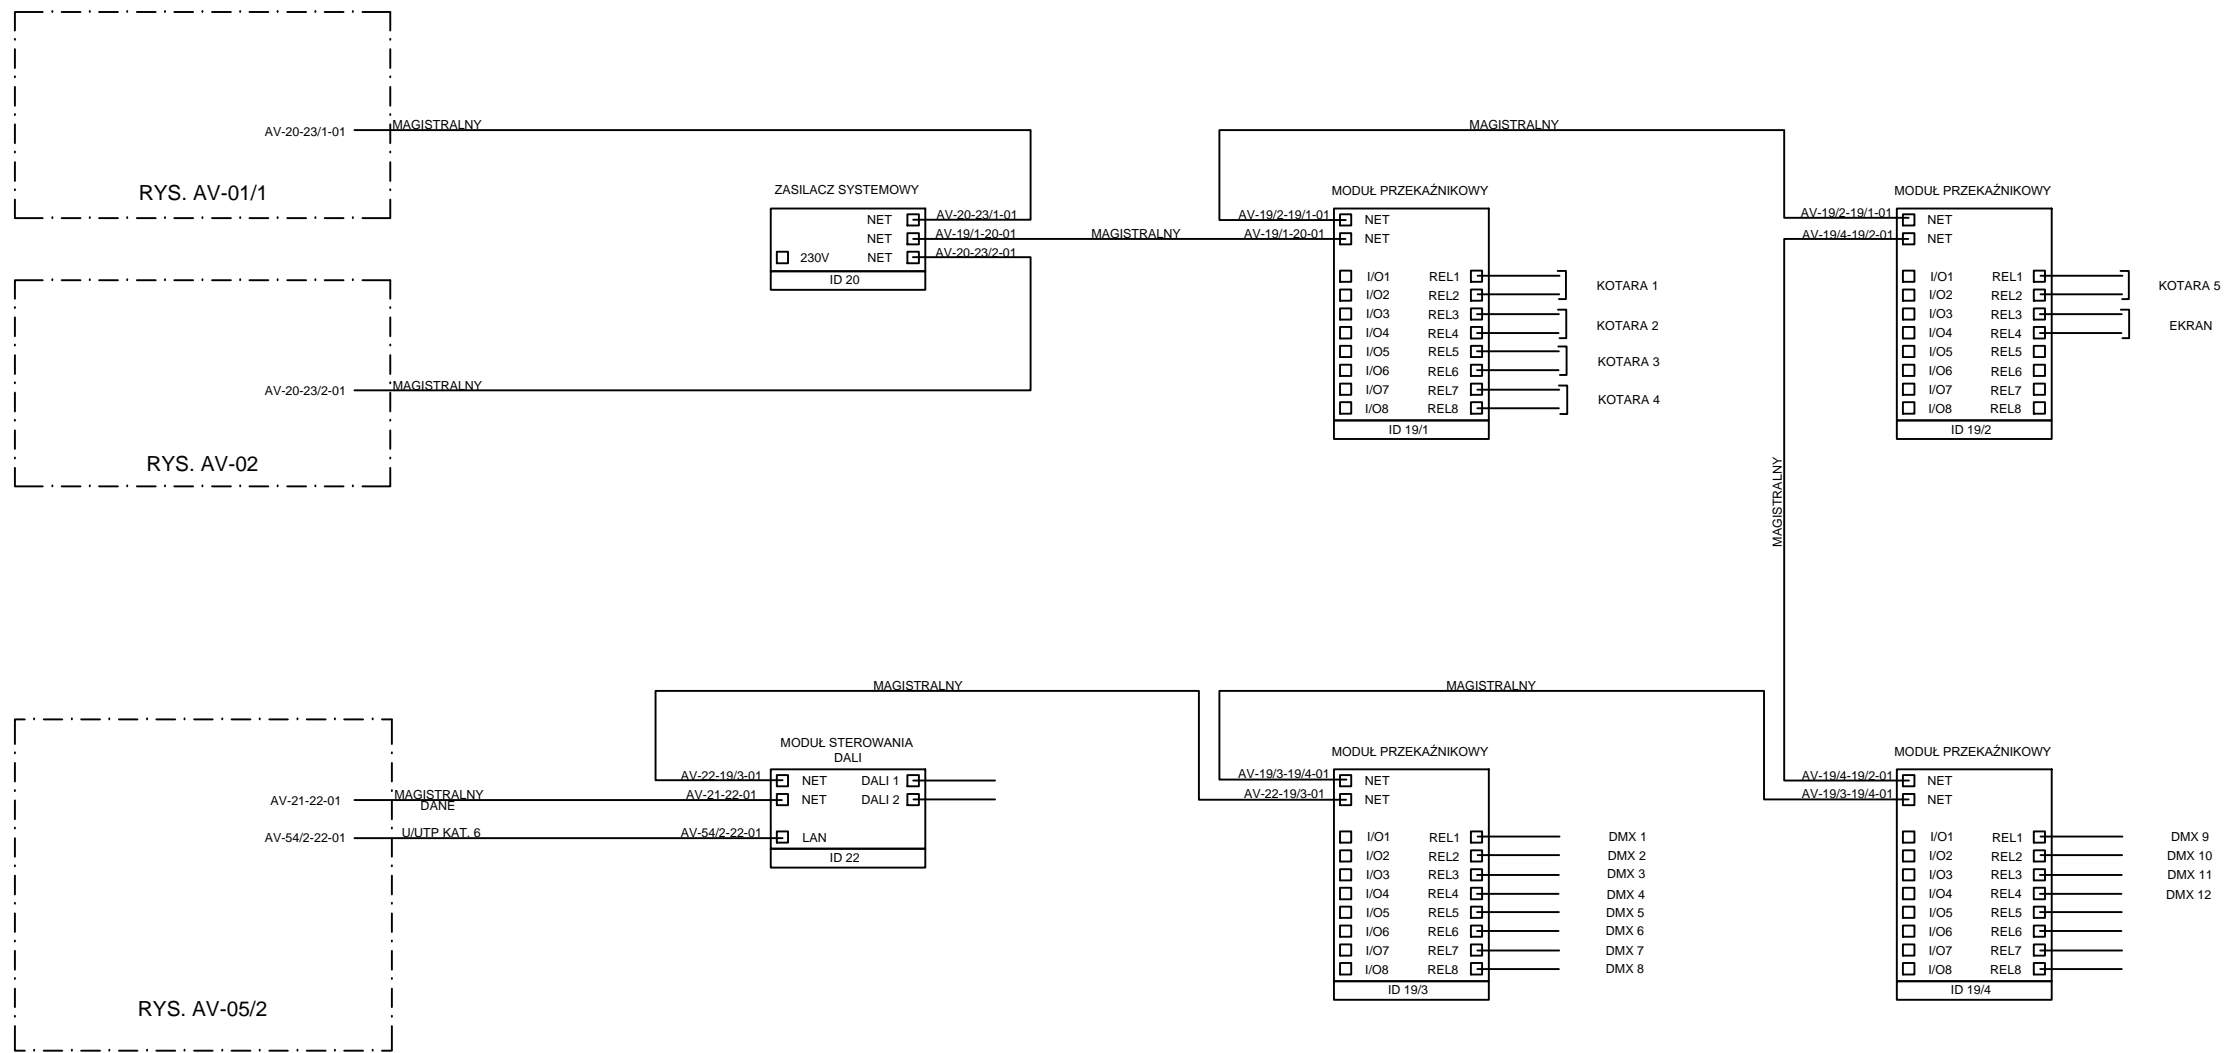 AV-20-23/1-01
MAGISTRALNY
RYS. AV-01/1
AV-20-23/2-01
MAGISTRALNY
RYS. AV-02
ZASILACZ SYSTEMOWY
NET
AV-20-23/1-01
NET
AV-19/1-20-01
230V
NET
AV-20-23/2-01
ID 20
MAGISTRALNY
MAGISTRALNY
MODUŁ PRZEKAŹNIKOWY
AV-19/2-19/1-01
NET
AV-19/1-20-01
NET
I/O1 REL1
I/O2 REL2
I/O3 REL3
I/O4 REL4
I/O5 REL5
I/O6 REL6
I/O7 REL7
I/O8 REL8
ID 19/1
KOTARA 1
KOTARA 2
KOTARA 3
KOTARA 4
MODUŁ PRZEKAŹNIKOWY
AV-19/2-19/1-01
NET
AV-19/4-19/2-01
NET
I/O1 REL1
I/O2 REL2
I/O3 REL3
I/O4 REL4
I/O5 REL5
I/O6 REL6
I/O7 REL7
I/O8 REL8
ID 19/2
KOTARA 5
EKRAN
MAGISTRALNY
AV-21-22-01
MAGISTRALNY
DANE
AV-54/2-22-01
U/UTP KAT. 6
RYS. AV-05/2
MAGISTRALNY
MODUŁ STEROWANIA
DALI
AV-22-19/3-01
NET DALI 1
AV-21-22-01
NET DALI 2
AV-54/2-22-01
LAN
ID 22
MAGISTRALNY
MODUŁ PRZEKAŹNIKOWY
AV-19/3-19/4-01
NET
AV-22-19/3-01
NET
I/O1 REL1 DMX 1
I/O2 REL2 DMX 2
I/O3 REL3 DMX 3
I/O4 REL4 DMX 4
I/O5 REL5 DMX 5
I/O6 REL6 DMX 6
I/O7 REL7 DMX 7
I/O8 REL8 DMX 8
ID 19/3
MODUŁ PRZEKAŹNIKOWY
AV-19/4-19/2-01
NET
AV-19/3-19/4-01
NET
I/O1 REL1 DMX 9
I/O2 REL2 DMX 10
I/O3 REL3 DMX 11
I/O4 REL4 DMX 12
I/O5 REL5
I/O6 REL6
I/O7 REL7
I/O8 REL8
ID 19/4